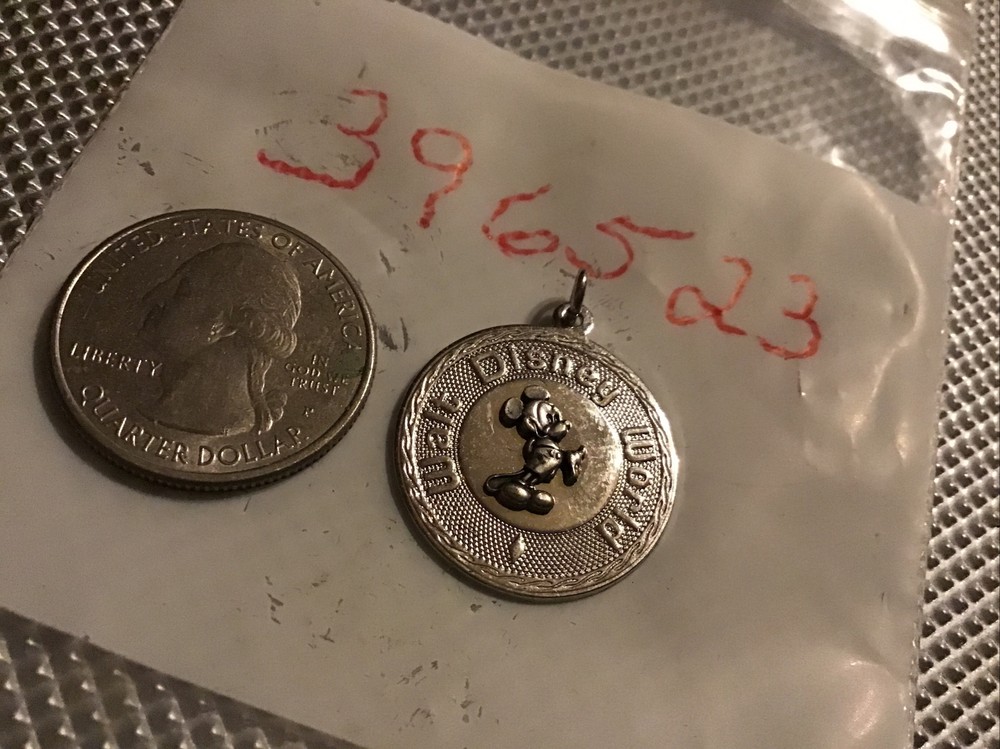 396523
UNITED STATES OF AMERICA
LIBERTY
IN
GOD WE
TRUST
QUARTER DOLLAR
Walt Disney World